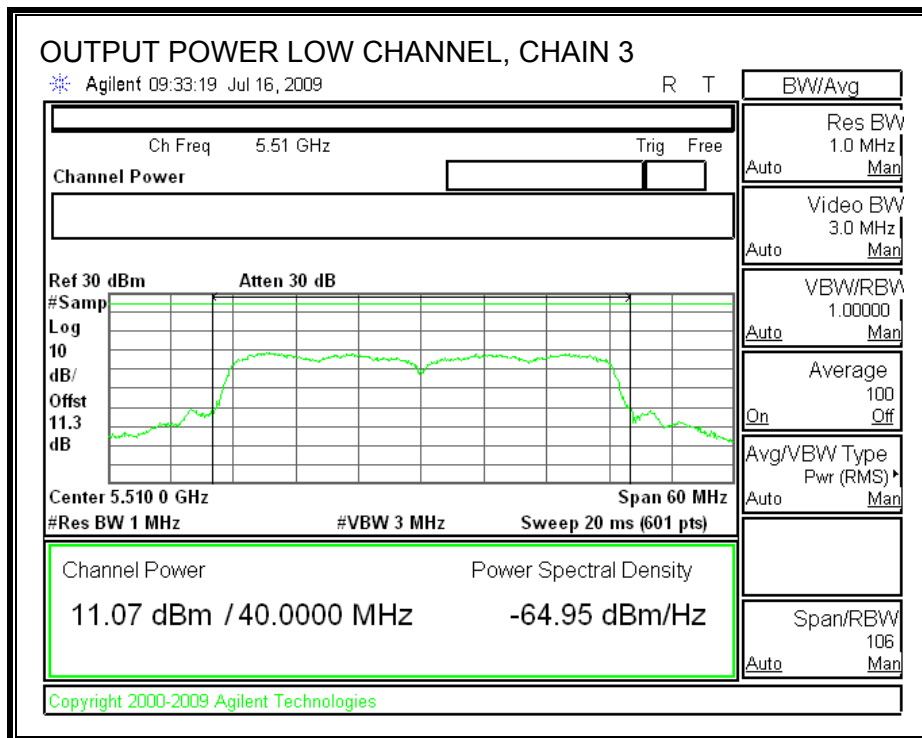 OUTPUT POWER LOW CHANNEL, CHAIN 3
Agilent 09:33:19 Jul 16, 2009 R T
Ch Freq 5.51 GHz Trig Free
Channel Power
Ref 30 dBm Atten 30 dB
#Samp
Log
10
dB/
Offst
11.3
dB
Center 5.510 0 GHz Span 60 MHz
#Res BW 1 MHz #VBW 3 MHz Sweep 20 ms (601 pts)
Channel Power Power Spectral Density
11.07 dBm / 40.0000 MHz -64.95 dBm/Hz
Copyright 2000-2009 Agilent Technologies
BW/Avg
Res BW
1.0 MHz
Auto Man
Video BW
3.0 MHz
Auto Man
VBW/RBW
1.00000
Auto Man
Average
100
On Off
Avg/VBW Type
Pwr (RMS)
Auto Man
Span/RBW
106
Auto Man